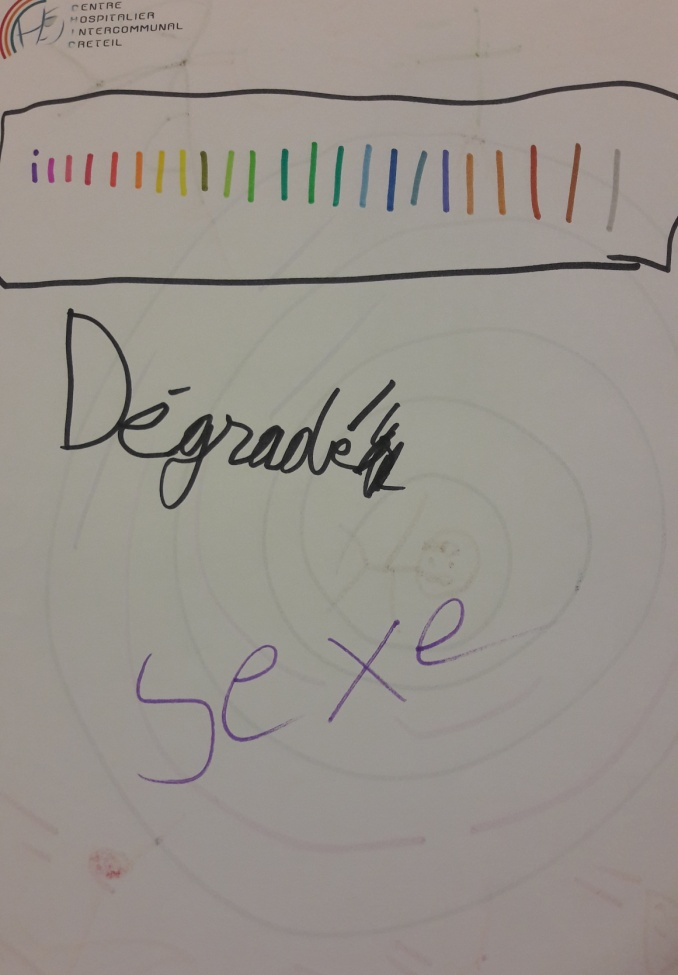 CENTRE
HOSPITALIER
INTERCOMMUNAL
CRETEIL
Dégradé
sexe